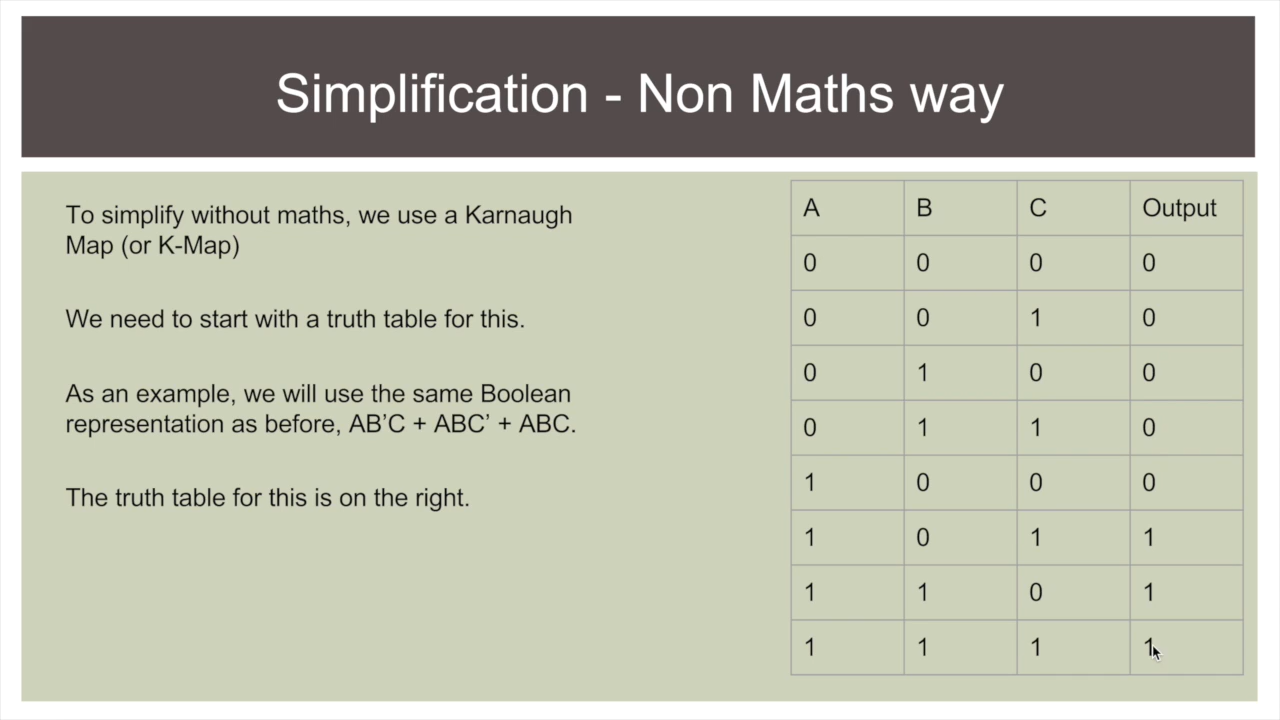 Simplification - Non Maths way
To simplify without maths, we use a Karnaugh
Map (or K-Map)
We need to start with a truth table for this.
As an example, we will use the same Boolean
representation as before, AB’C + ABC’ + ABC.
The truth table for this is on the right.
A B C Output
0 0 0 0
0 0 1 0
0 1 0 0
0 1 1 0
1 0 0 0
1 0 1 1
1 1 0 1
1 1 1 1